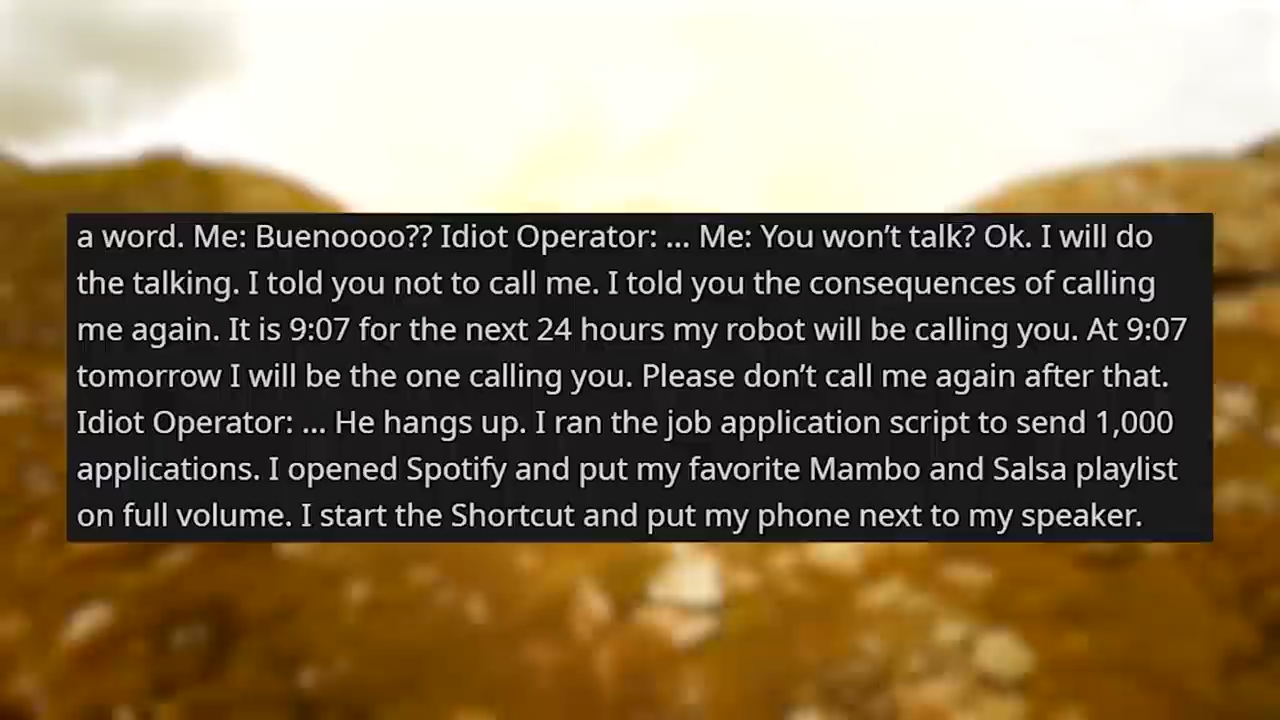 a word. Me: Buenoooo?? Idiot Operator: ... Me: You won’t talk? Ok. I will do
the talking. I told you not to call me. I told you the consequences of calling
me again. It is 9:07 for the next 24 hours my robot will be calling you. At 9:07
tomorrow I will be the one calling you. Please don’t call me again after that.
Idiot Operator: ... He hangs up. I ran the job application script to send 1,000
applications. I opened Spotify and put my favorite Mambo and Salsa playlist
on full volume. I start the Shortcut and put my phone next to my speaker.